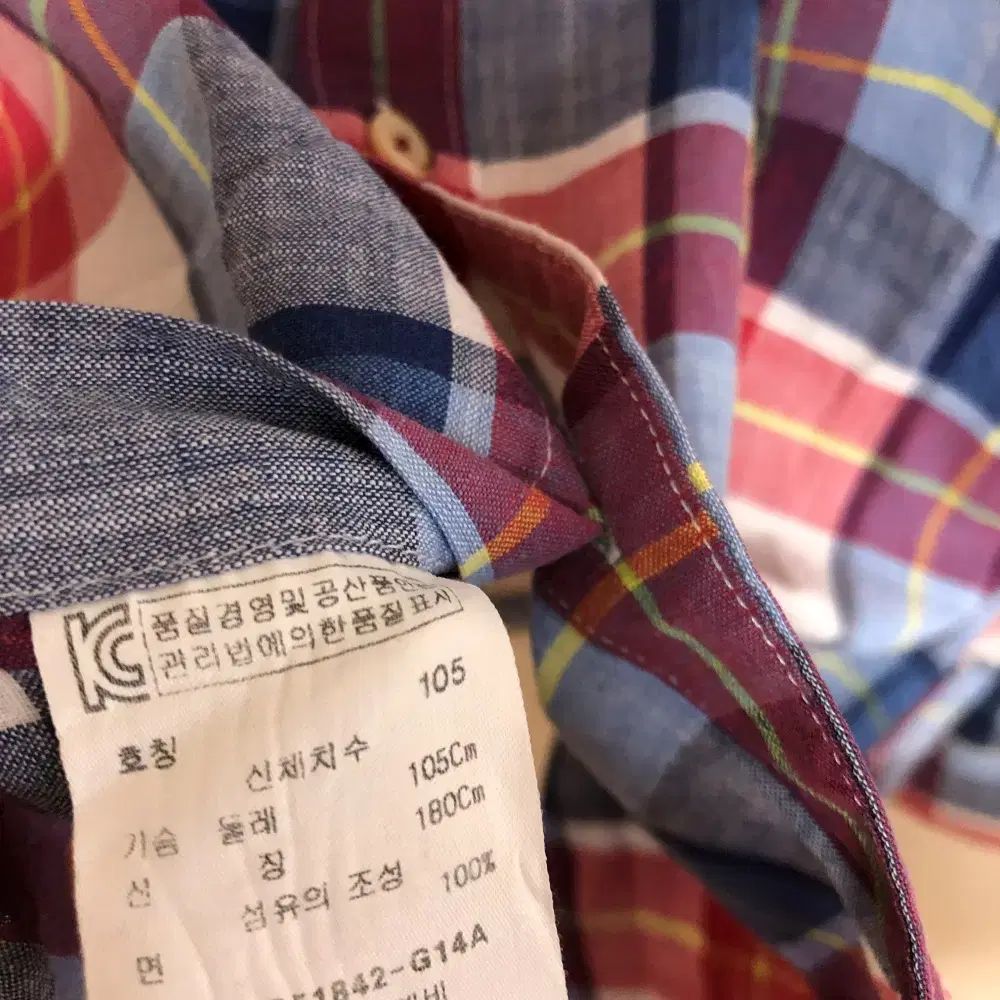 KC 품질경영및 공산품안전
관리법에의한 품질 표시
호칭 105
신체치수
가슴 둘레 105Cm
신 장 180Cm
섬유의 조성
면 100%
51842-G14A